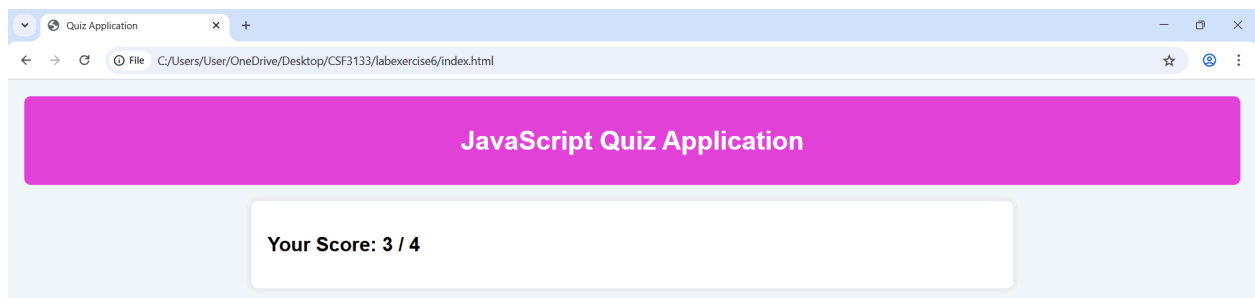 Quiz Application
File C:/Users/User/OneDrive/Desktop/CSF3133/labexercise6/index.html
JavaScript Quiz Application
Your Score: 3 / 4